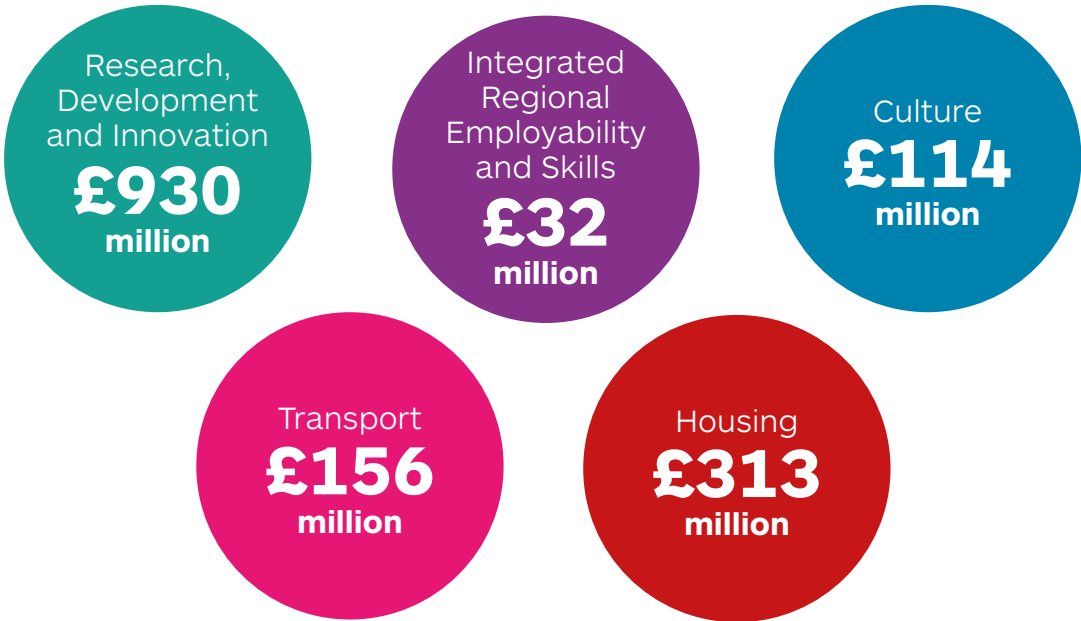 Research,
Development
and Innovation
£930
million
Integrated
Regional
Employability
and Skills
£32
million
Culture
£114
million
Transport
£156
million
Housing
£313
million